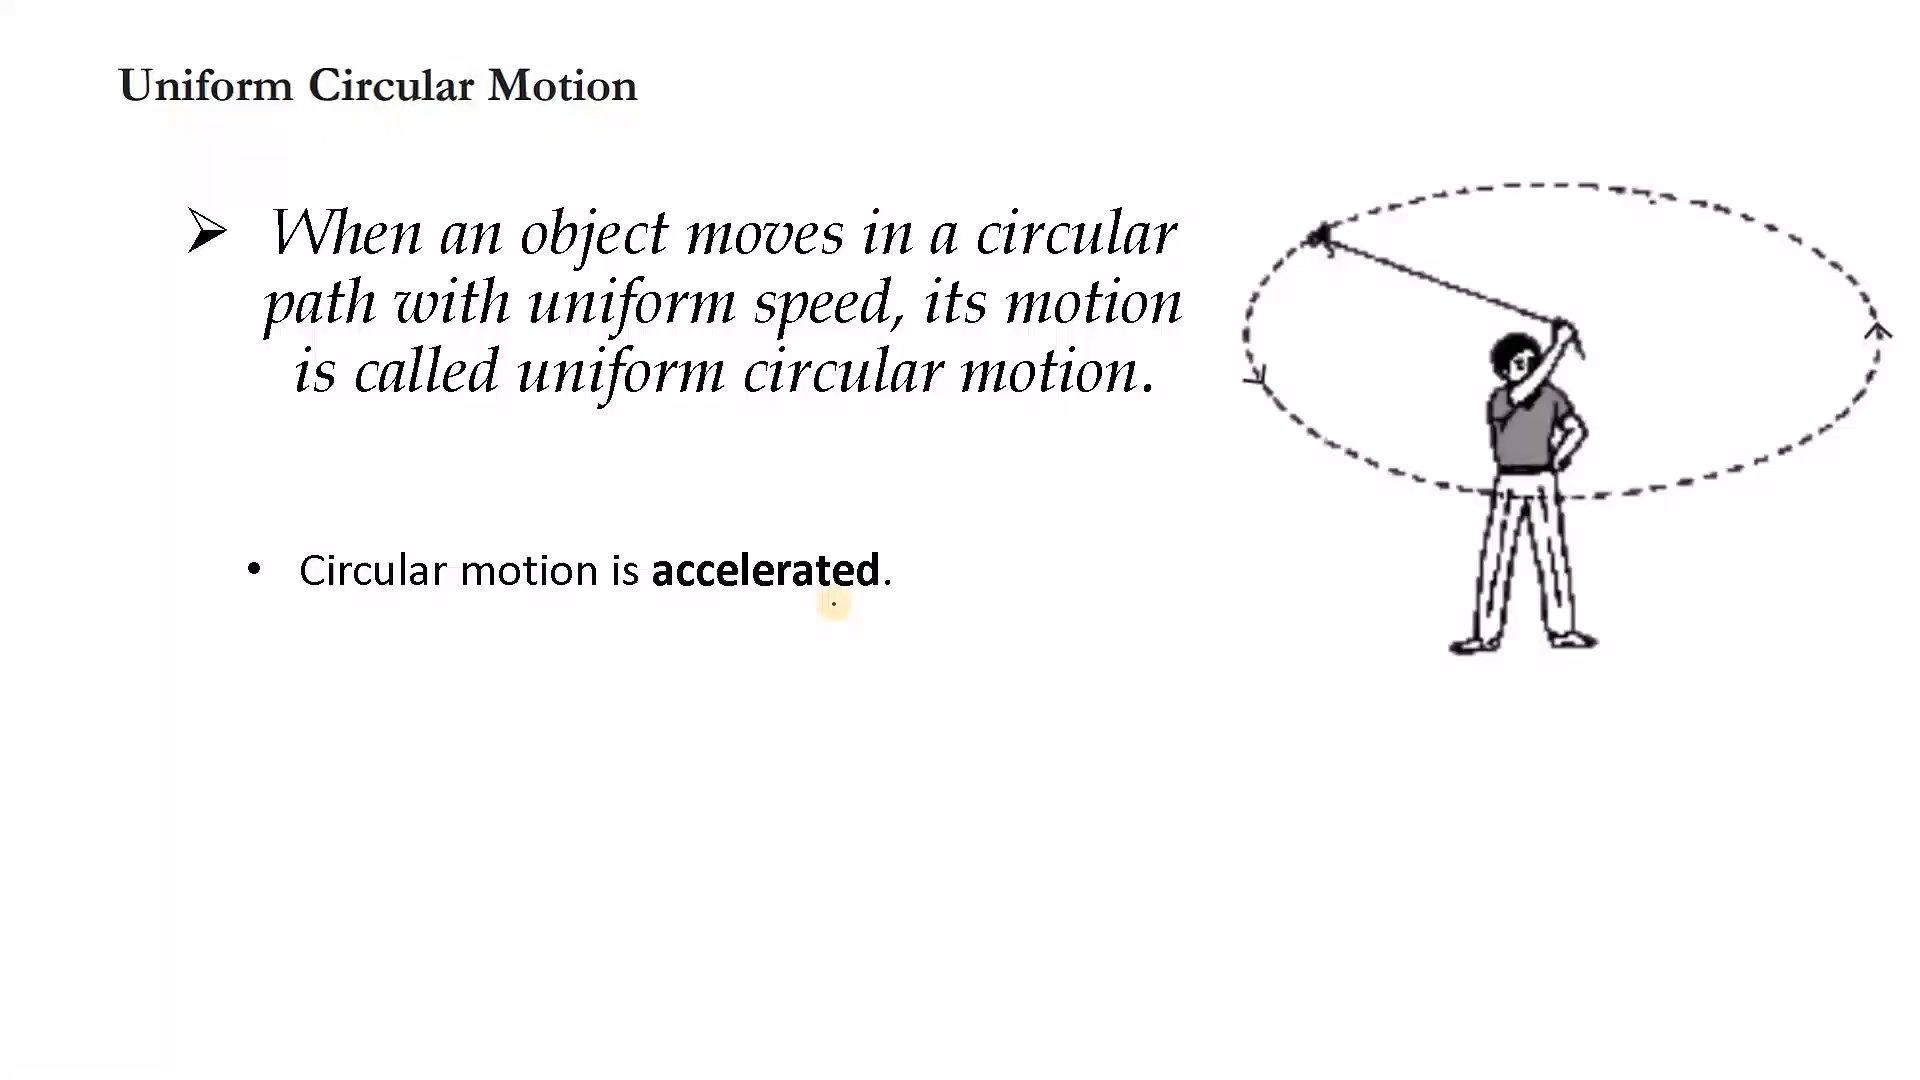 Uniform Circular Motion
➢ When an object moves in a circular
path with uniform speed, its motion
is called uniform circular motion.
• Circular motion is accelerated.